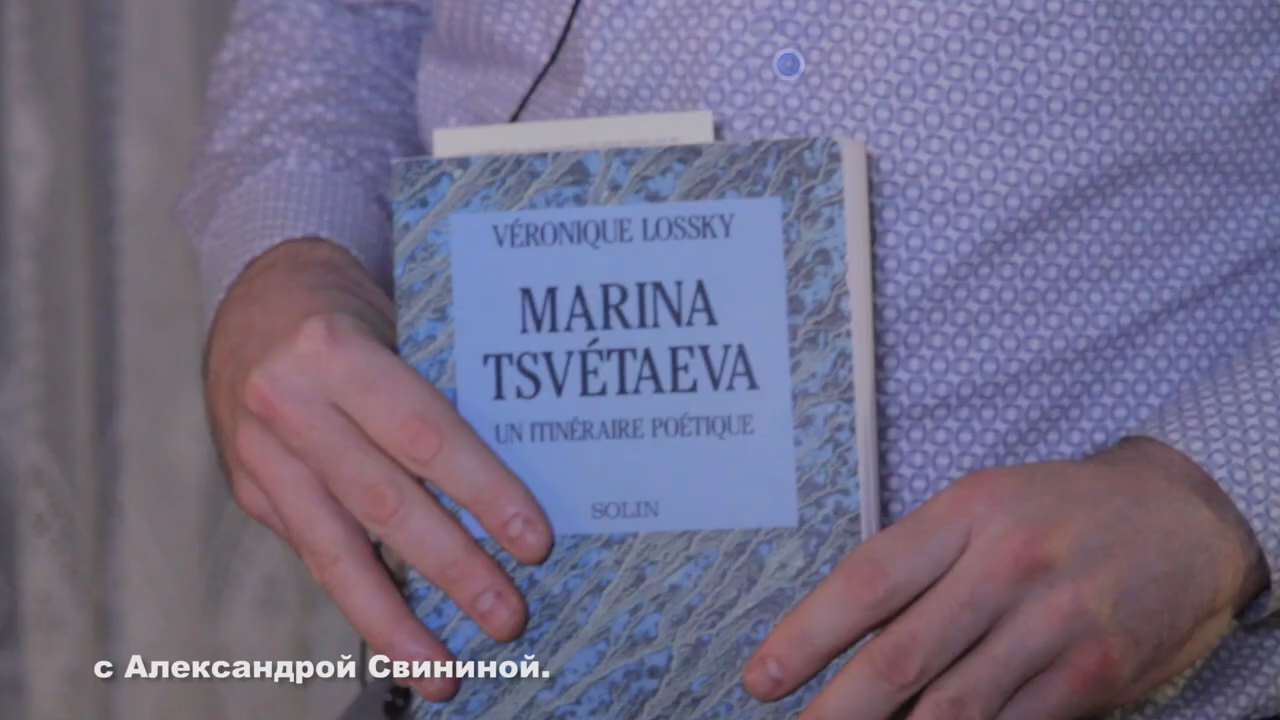 VÉRONIQUE LOSSKY
MARINA
TSVÉTAEVA
UN ITINÉRAIRE POÉTIQUE
SOLIN
с Александрой Свининой.